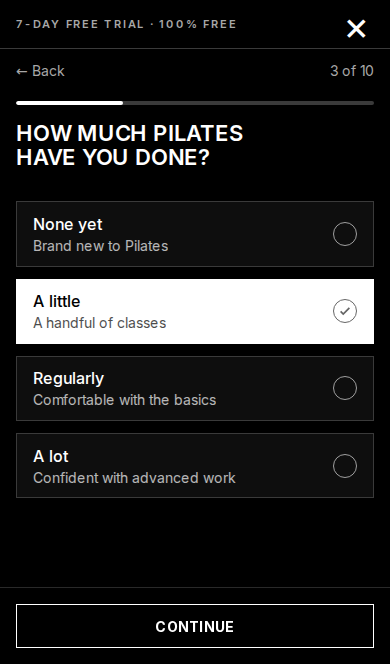 7-DAY FREE TRIAL · 100% FREE
← Back
3 of 10
HOW MUCH PILATES
HAVE YOU DONE?
None yet
Brand new to Pilates
A little
A handful of classes
Regularly
Comfortable with the basics
A lot
Confident with advanced work
CONTINUE